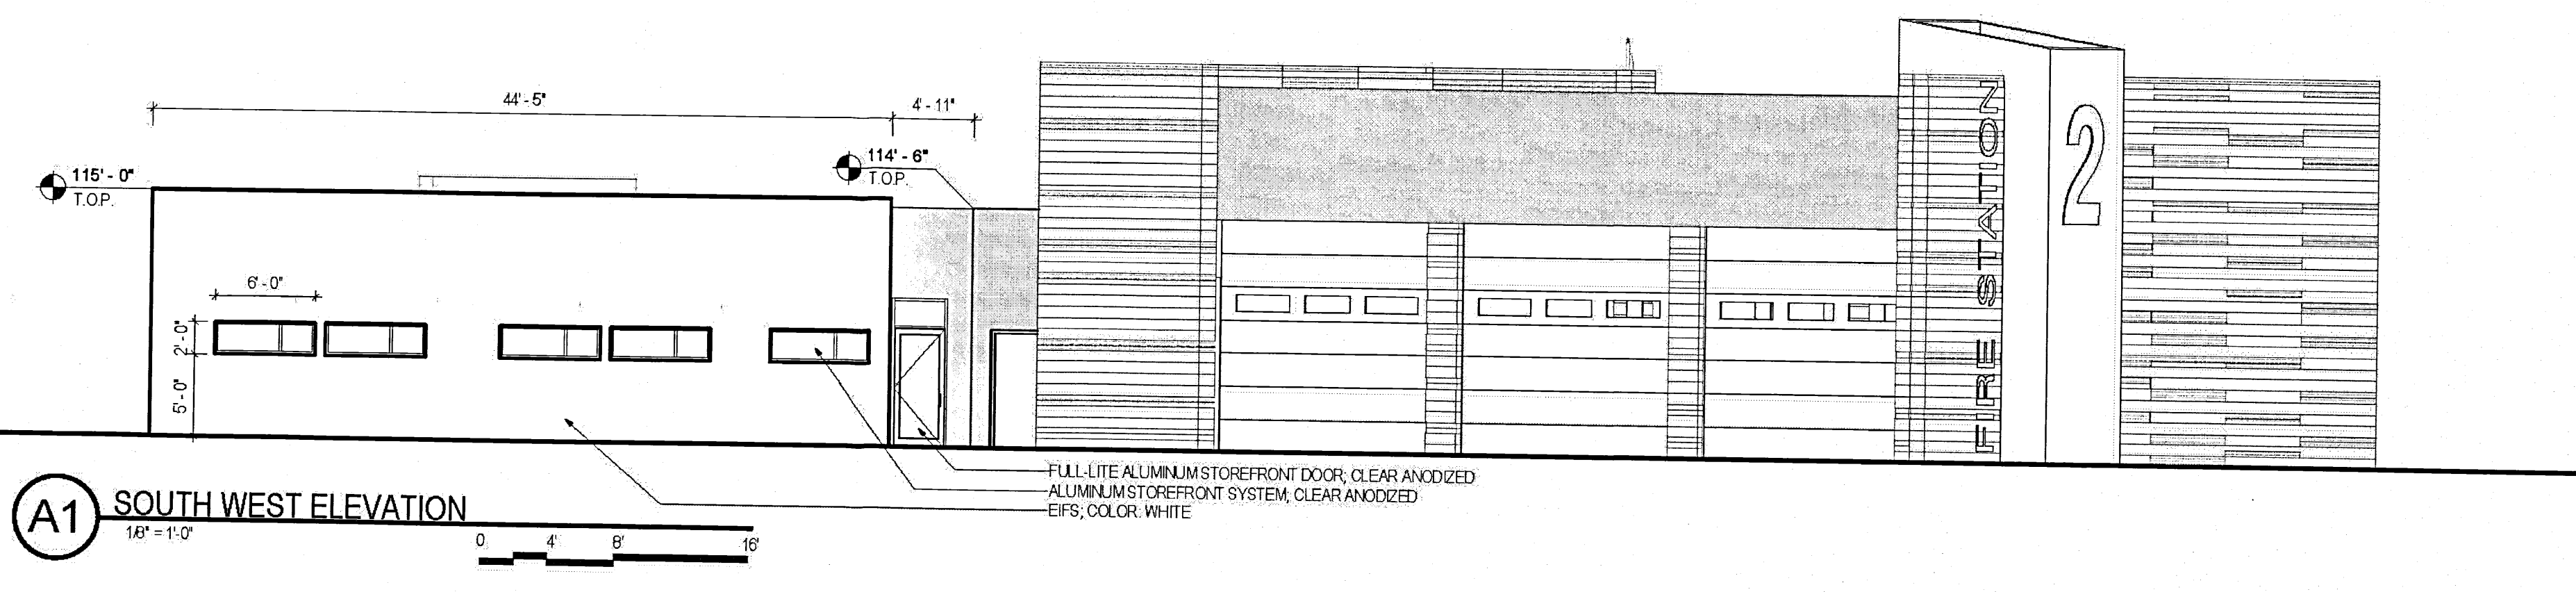 44'-5"
4'-11"
115'-0"
T.O.P.
114'-6"
T.O.P.
6'-0"
2'-0"
5'-0"
FIRE STATION
2
FULL-LITE ALUMINUM STOREFRONT DOOR; CLEAR ANODIZED
ALUMINUM STOREFRONT SYSTEM; CLEAR ANODIZED
EIFS; COLOR: WHITE
A1
SOUTH WEST ELEVATION
1/8" = 1'-0"
0 4' 8' 16'